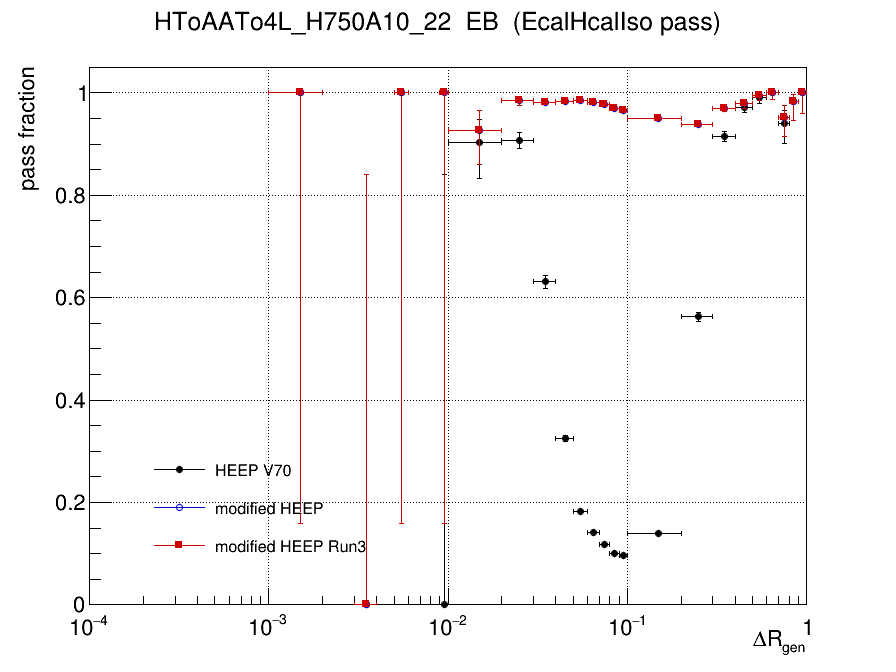 HToAATo4L_H750A10_22 EB (EcalHcalIso pass)
pass fraction
1
0.8
0.6
0.4
0.2
0
HEEP V70
modified HEEP
modified HEEP Run3
10⁻⁴ 10⁻³ 10⁻² 10⁻¹ 1
ΔR_gen